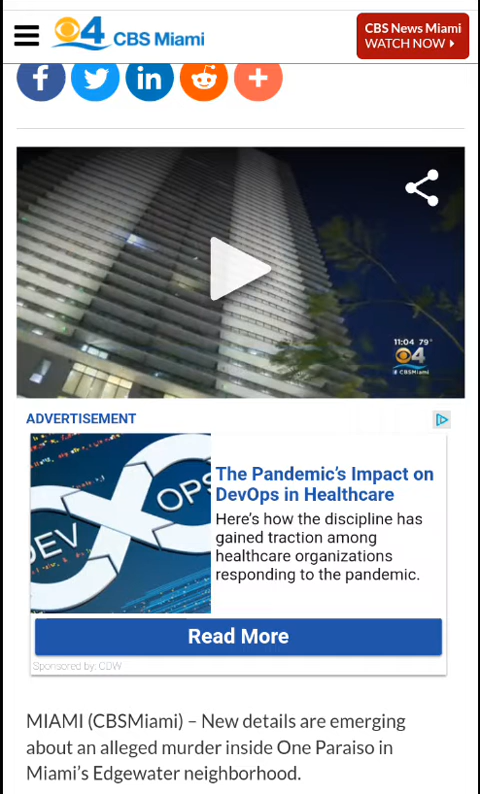 4 CBS Miami
CBS News Miami
WATCH NOW
11:04 79°
4
CBSMiami
ADVERTISEMENT
DEV OPS
The Pandemic's Impact on
DevOps in Healthcare
Here's how the discipline has
gained traction among
healthcare organizations
responding to the pandemic.
Read More
Sponsored by: CDW
MIAMI (CBSMiami) – New details are emerging
about an alleged murder inside One Paraiso in
Miami's Edgewater neighborhood.